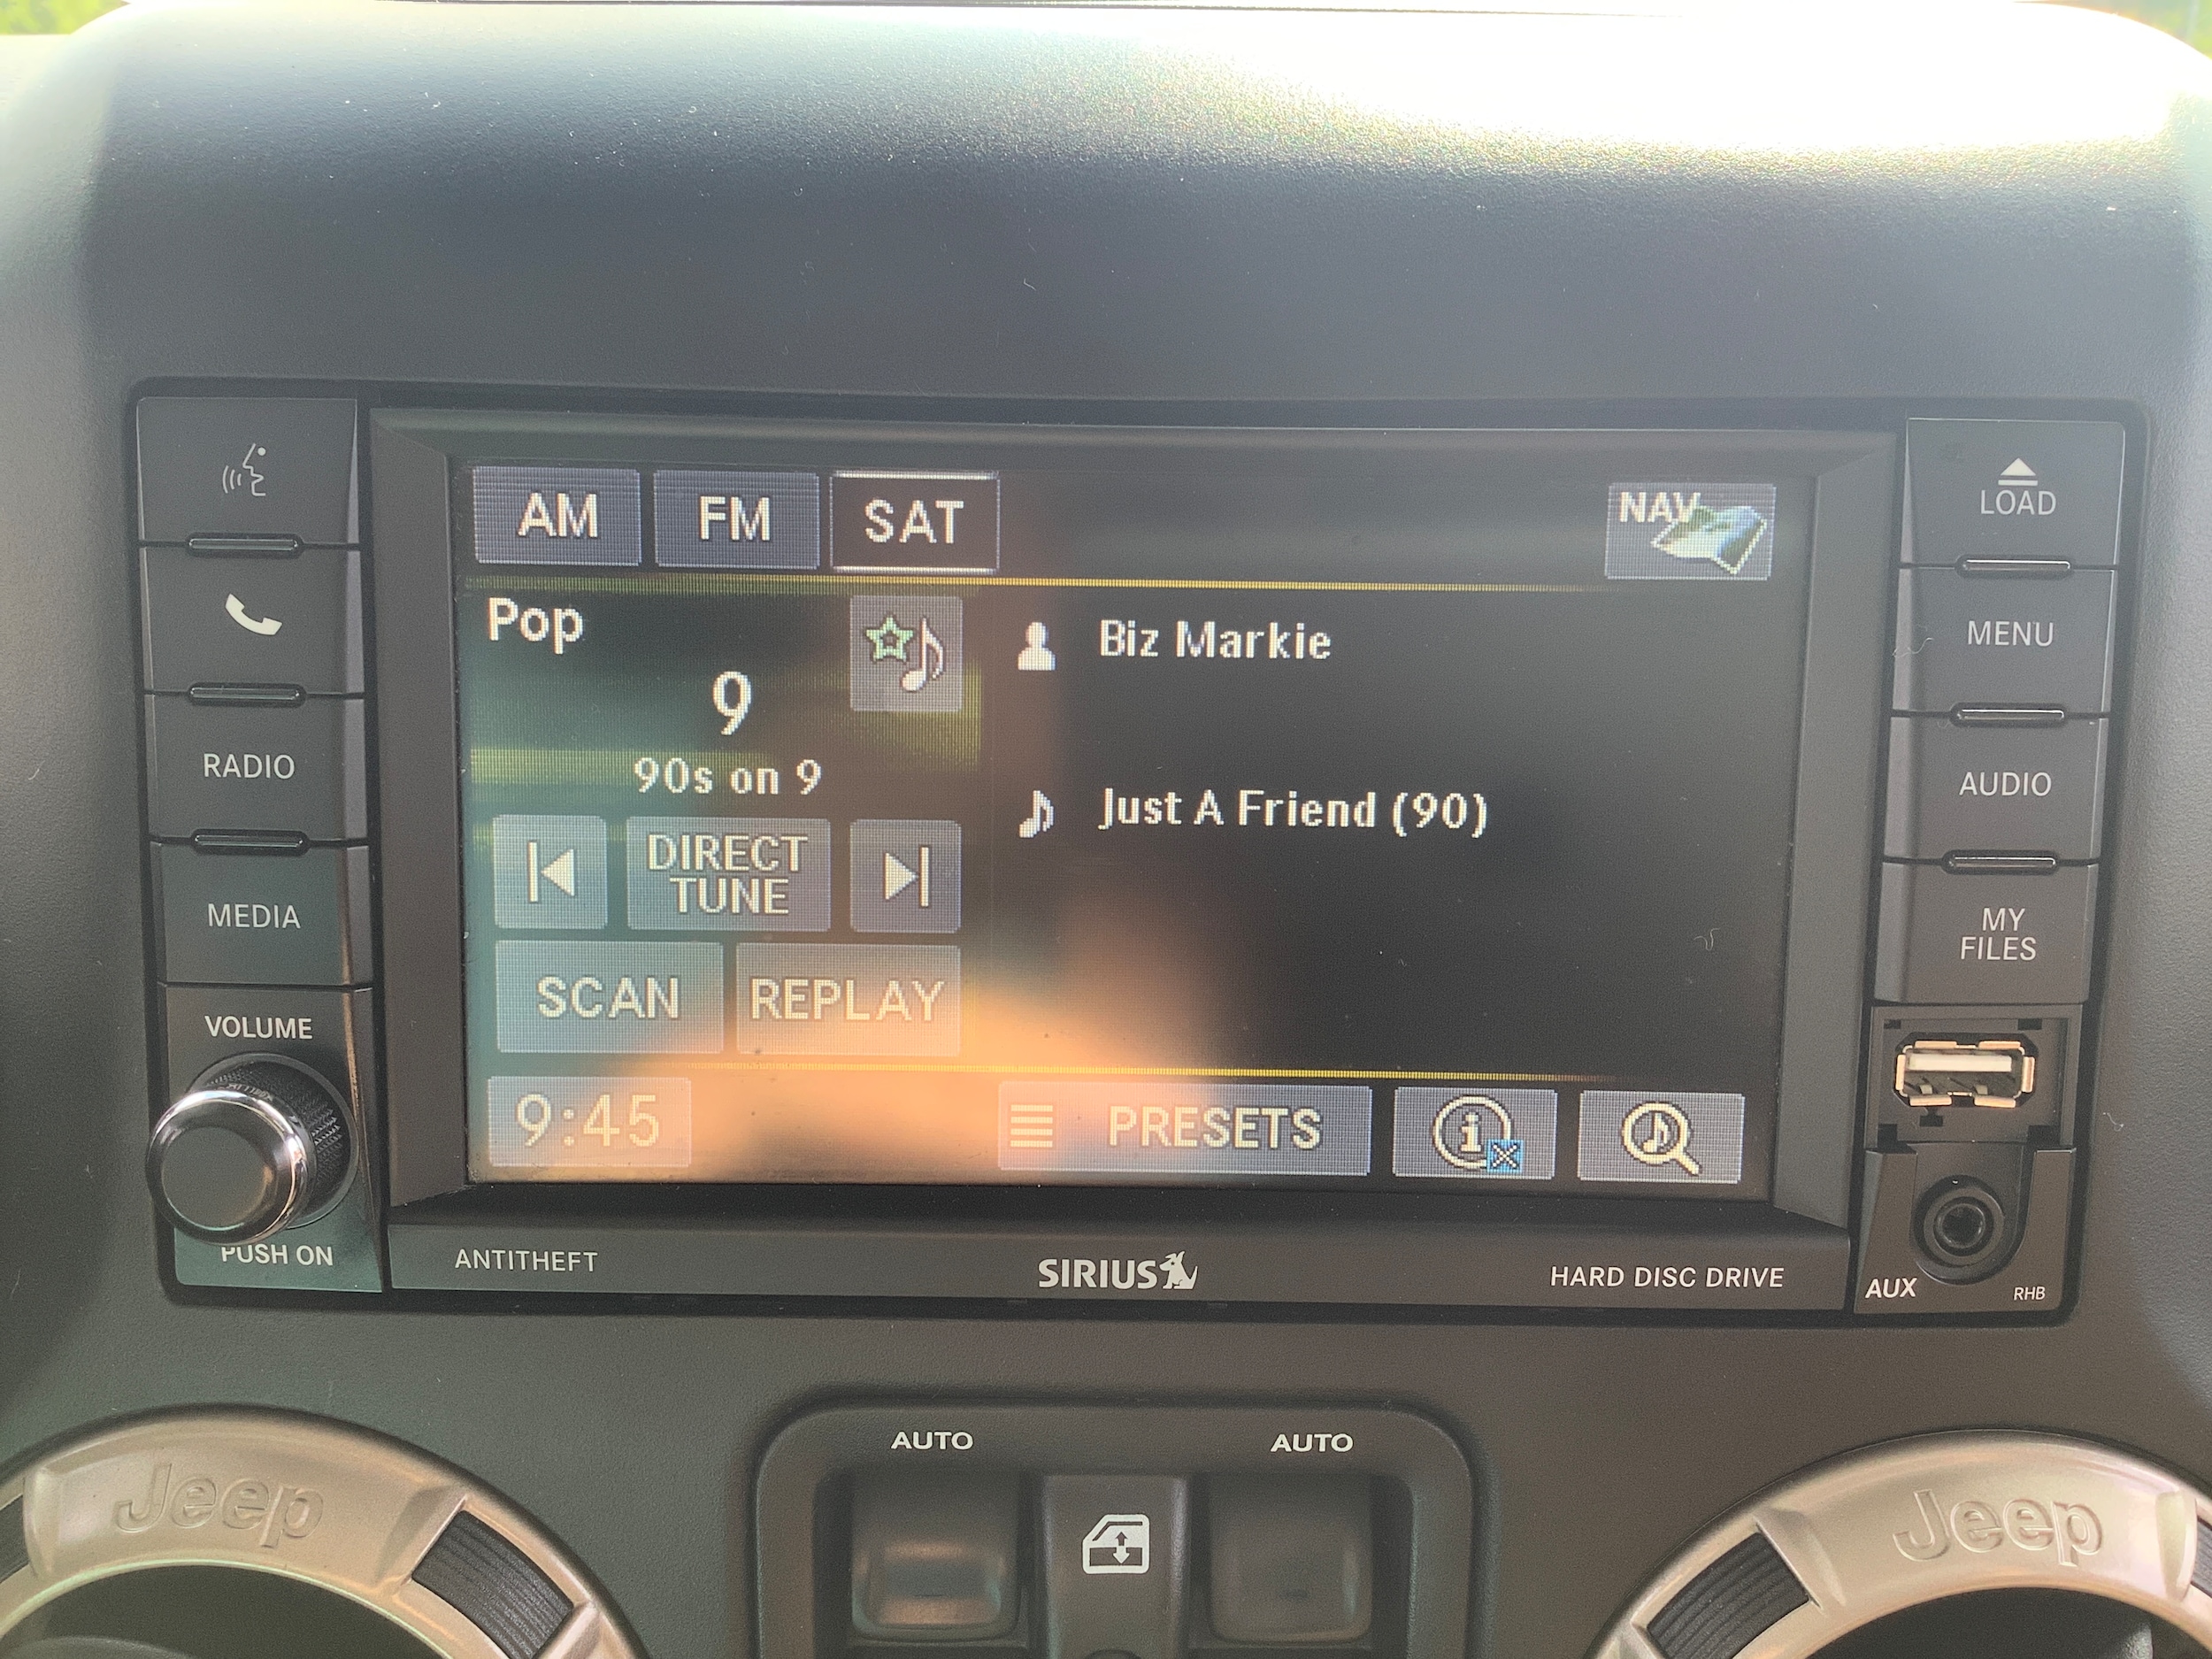 AM FM SAT NAV
LOAD
Pop
Biz Markie
MENU
9
90s on 9
RADIO
Just A Friend (90)
AUDIO
DIRECT
TUNE
MEDIA
MY
FILES
SCAN REPLAY
VOLUME
9:45 PRESETS
PUSH ON
ANTITHEFT SIRIUS HARD DISC DRIVE
AUX RHB
AUTO AUTO
Jeep Jeep